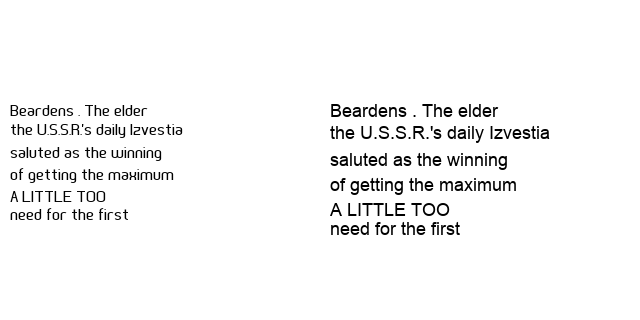 Beardens . The elder
the U.S.S.R.'s daily Izvestia
saluted as the winning
of getting the maximum
A LITTLE TOO
need for the first
Beardens . The elder
the U.S.S.R.'s daily Izvestia
saluted as the winning
of getting the maximum
A LITTLE TOO
need for the first